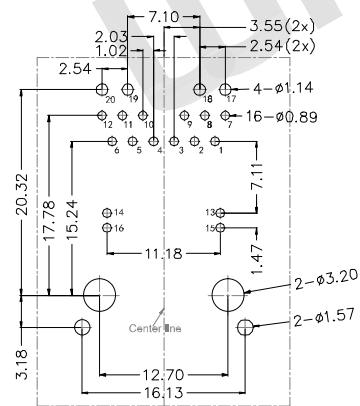 7.10
3.55(2x)
2.03
1.02
2.54(2x)
2.54
20 19 18 17
4-ø1.14
12 11 10 9 8 7
16-ø0.89
6 5 4 3 2 1
20.32
17.78
15.24
7.11
14 13
16 15
11.18
1.47
2-ø3.20
Center line
2-ø1.57
3.18
12.70
16.13